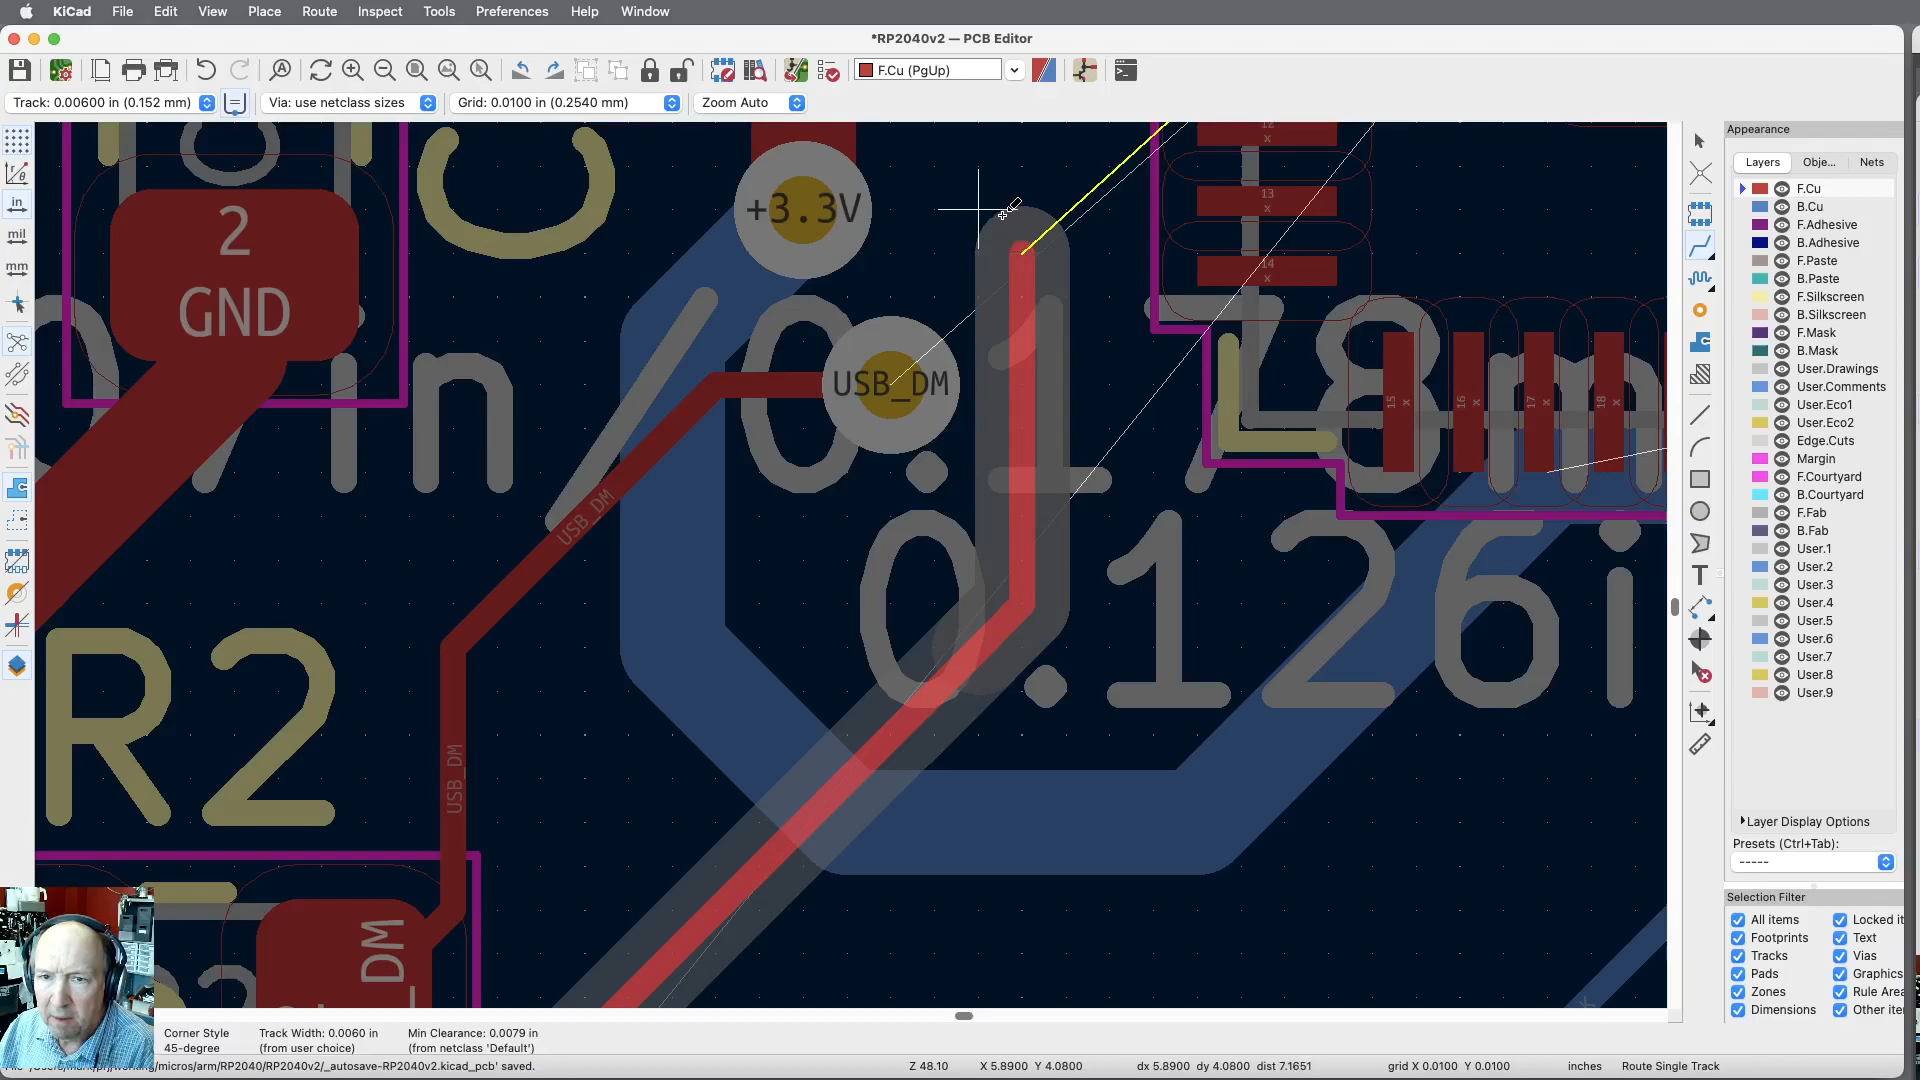 KiCad File Edit View Place Route Inspect Tools Preferences Help Window
*RP2040v2 — PCB Editor
F.Cu (PgUp)
Track: 0.00600 in (0.152 mm) Via: use netclass sizes Grid: 0.0100 in (0.2540 mm) Zoom Auto
in
mil
mm
2
GND
+3.3V
USB_DM
USB_DM
USB_DM
_DM
R2
0.126i
12
x
13
x
14
x
15 x
16 x
17 x
18 x
Appearance
Layers Obje... Nets
F.Cu
B.Cu
F.Adhesive
B.Adhesive
F.Paste
B.Paste
F.Silkscreen
B.Silkscreen
F.Mask
B.Mask
User.Drawings
User.Comments
User.Eco1
User.Eco2
Edge.Cuts
Margin
F.Courtyard
B.Courtyard
F.Fab
B.Fab
User.1
User.2
User.3
User.4
User.5
User.6
User.7
User.8
User.9
Layer Display Options
Presets (Ctrl+Tab):
-----
Selection Filter
All items Locked it
Footprints Text
Tracks Vias
Pads Graphics
Zones Rule Area
Dimensions Other iter
Corner Style Track Width: 0.0060 in Min Clearance: 0.0079 in
45-degree (from user choice) (from netclass 'Default')
/micros/arm/RP2040/RP2040v2/_autosave-RP2040v2.kicad_pcb' saved. Z 48.10 X 5.8900 Y 4.0800 dx 5.8900 dy 4.0800 dist 7.1651 grid X 0.0100 Y 0.0100 inches Route Single Track